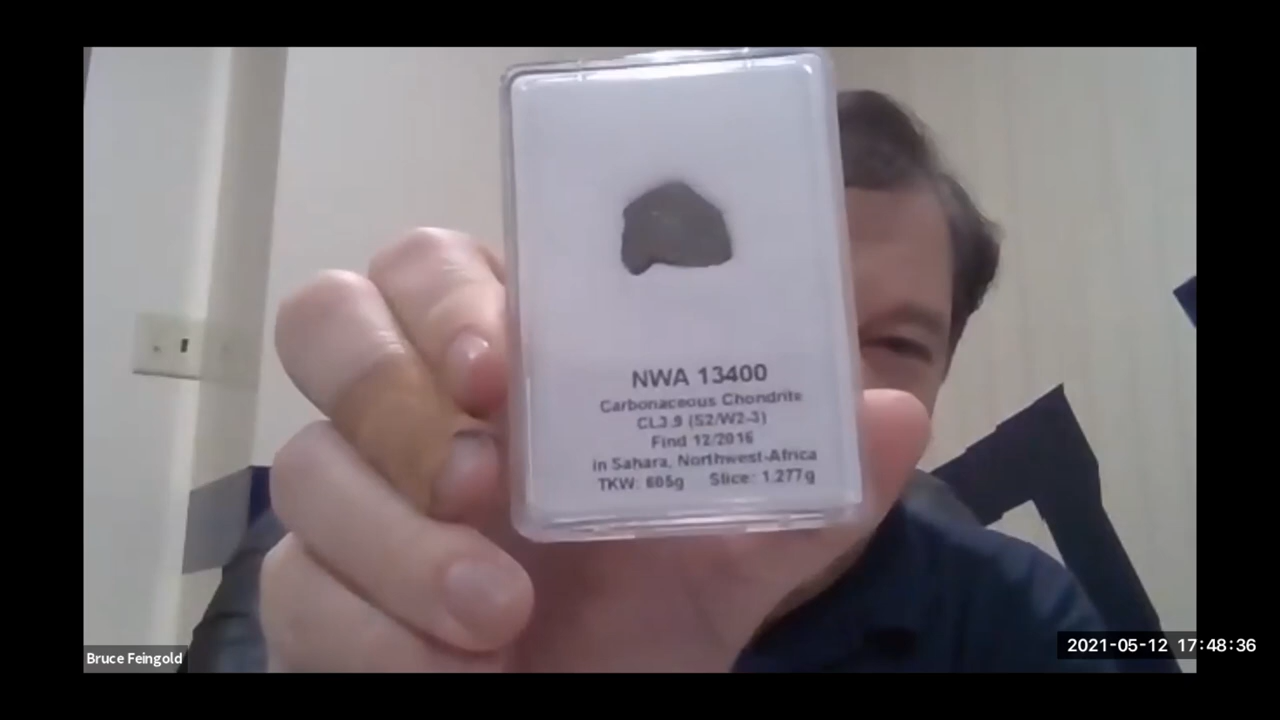 NWA 13400
Carbonaceous Chondrite
CL3.9 (S2/W2-3)
Find 12/2016
in Sahara, Northwest-Africa
TKW: 605g Slice: 1.277g
Bruce Feingold
2021-05-12 17:48:36